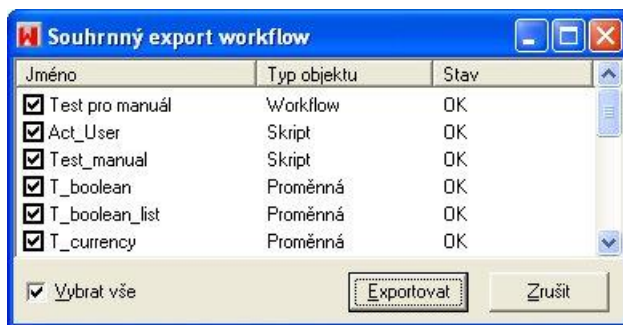 Souhrnný export workflow
Jméno Typ objektu Stav
Test pro manuál Workflow OK
Act_User Skript OK
Test_manual Skript OK
T_boolean Proměnná OK
T_boolean_list Proměnná OK
T_currency Proměnná OK
Vybrat vše Exportovat Zrušit